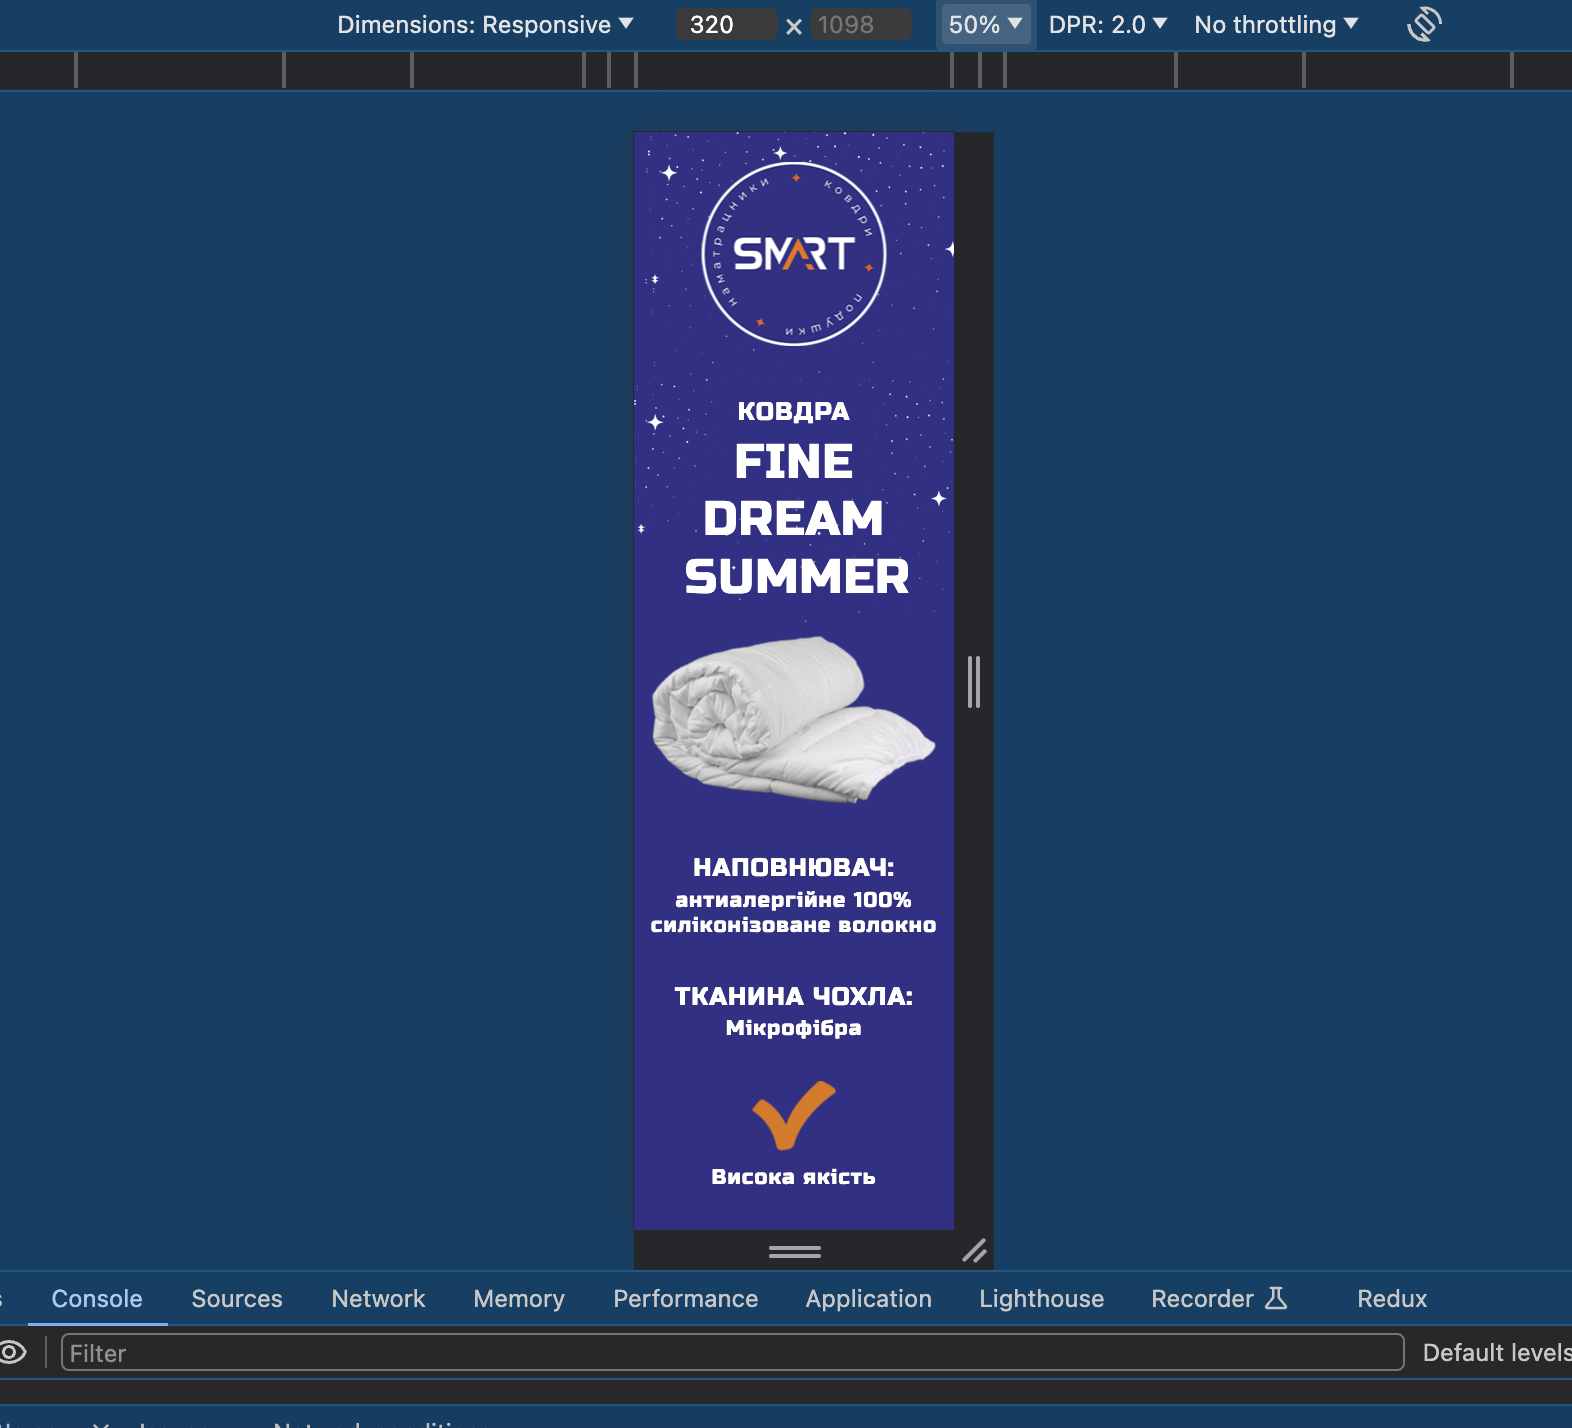 Dimensions: Responsive 320 × 1098 50% DPR: 2.0 No throttling
ковдри
подушки
наматрацники
SMART
КОВДРА
FINE
DREAM
SUMMER
НАПОВНЮВАЧ:
антиалергійне 100%
силіконізоване волокно
ТКАНИНА ЧОХЛА:
Мікрофібра
Висока якість
Console Sources Network Memory Performance Application Lighthouse Recorder Redux
Filter Default levels